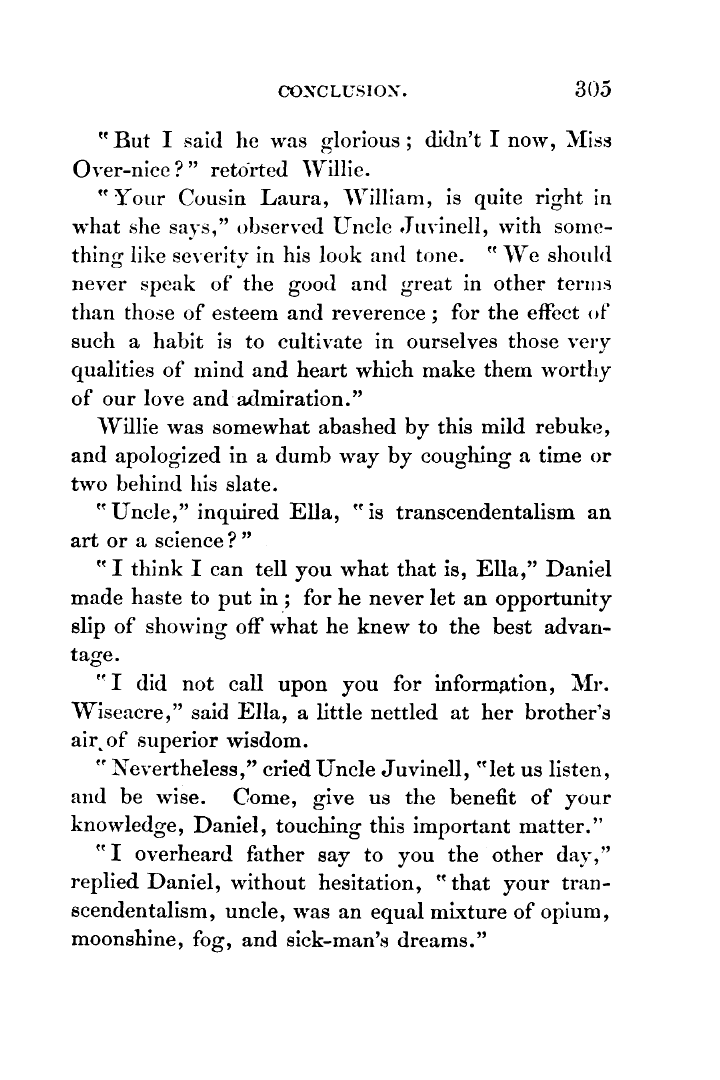 CONCLUSION. 305
"But I said he was glorious; didn't I now, Miss
Over-nice?" retorted Willie.
"Your Cousin Laura, William, is quite right in
what she says," observed Uncle Juvinell, with some-
thing like severity in his look and tone. "We should
never speak of the good and great in other terms
than those of esteem and reverence; for the effect of
such a habit is to cultivate in ourselves those very
qualities of mind and heart which make them worthy
of our love and admiration."
Willie was somewhat abashed by this mild rebuke,
and apologized in a dumb way by coughing a time or
two behind his slate.
"Uncle," inquired Ella, "is transcendentalism an
art or a science?"
"I think I can tell you what that is, Ella," Daniel
made haste to put in; for he never let an opportunity
slip of showing off what he knew to the best advan-
tage.
"I did not call upon you for information, Mr.
Wiseacre," said Ella, a little nettled at her brother's
air of superior wisdom.
"Nevertheless," cried Uncle Juvinell, "let us listen,
and be wise. Come, give us the benefit of your
knowledge, Daniel, touching this important matter."
"I overheard father say to you the other day,"
replied Daniel, without hesitation, "that your tran-
scendentalism, uncle, was an equal mixture of opium,
moonshine, fog, and sick-man's dreams."